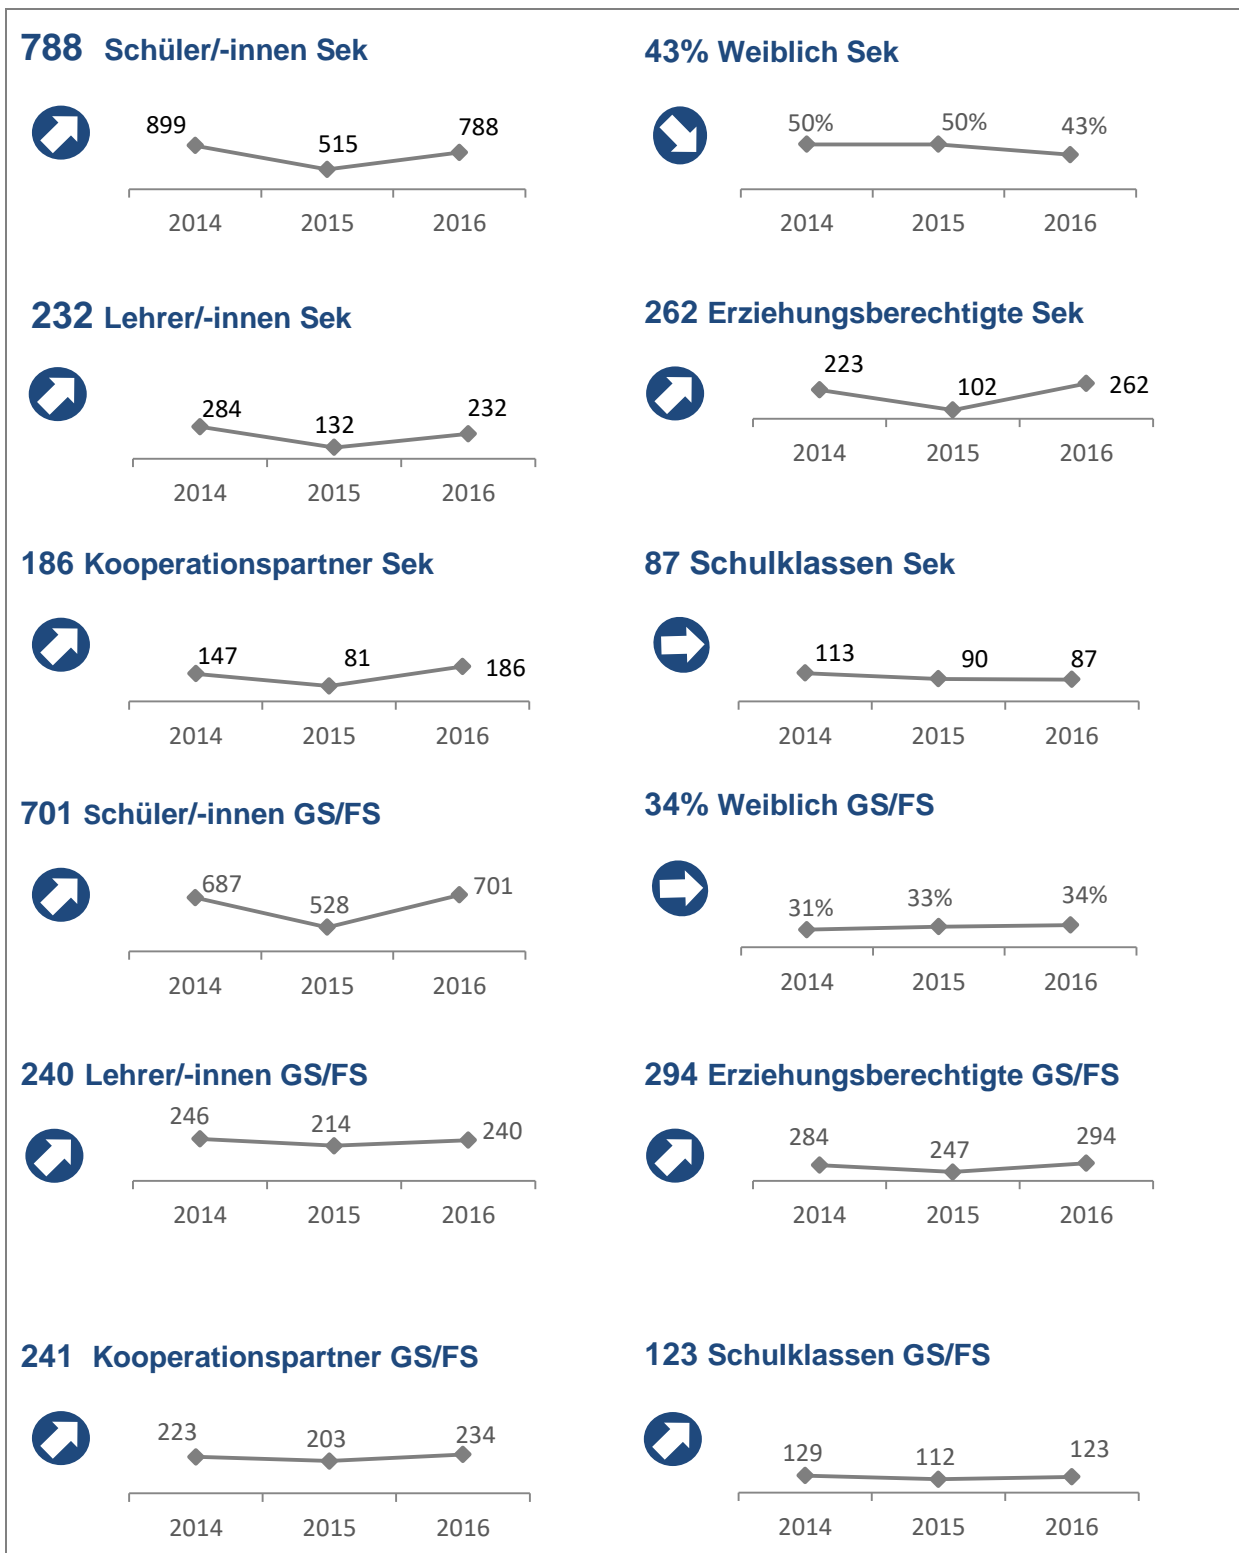 788 Schüler/-innen Sek
899 515 788
2014 2015 2016
43% Weiblich Sek
50% 50% 43%
2014 2015 2016
232 Lehrer/-innen Sek
284 132 232
2014 2015 2016
262 Erziehungsberechtigte Sek
223 102 262
2014 2015 2016
186 Kooperationspartner Sek
147 81 186
2014 2015 2016
87 Schulklassen Sek
113 90 87
2014 2015 2016
701 Schüler/-innen GS/FS
687 528 701
2014 2015 2016
34% Weiblich GS/FS
31% 33% 34%
2014 2015 2016
240 Lehrer/-innen GS/FS
246 214 240
2014 2015 2016
294 Erziehungsberechtigte GS/FS
284 247 294
2014 2015 2016
241 Kooperationspartner GS/FS
223 203 234
2014 2015 2016
123 Schulklassen GS/FS
129 112 123
2014 2015 2016